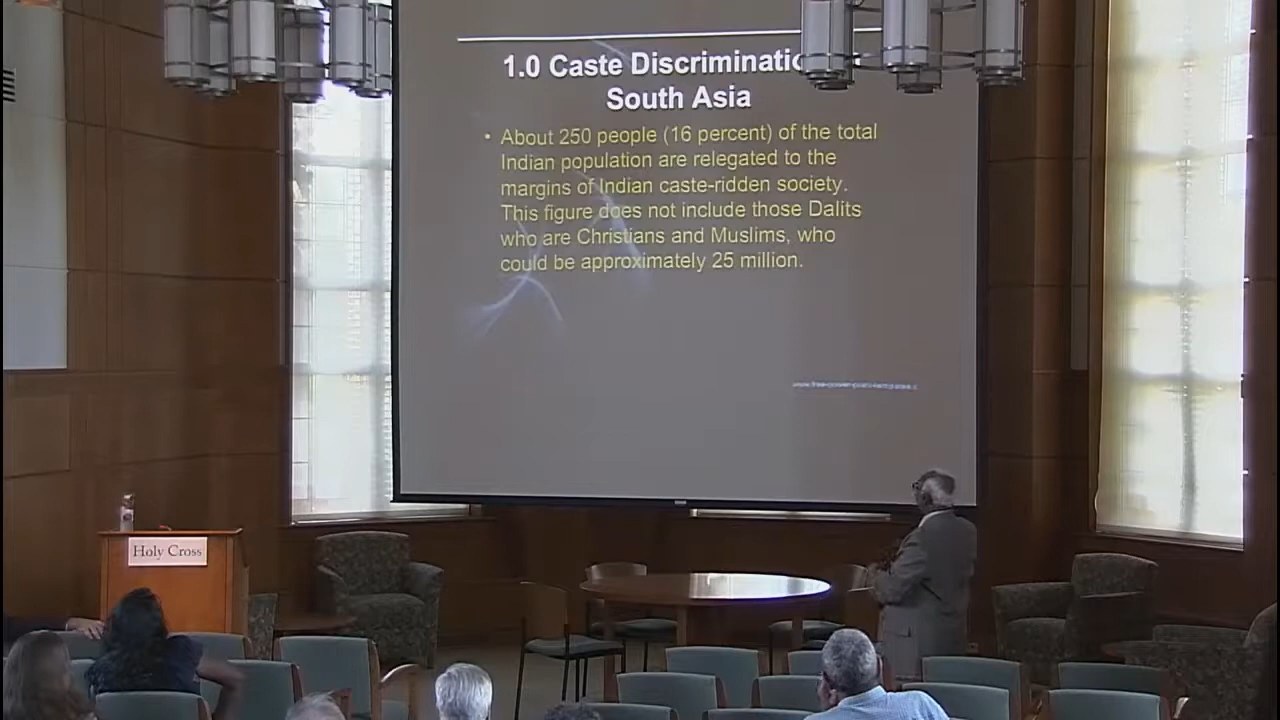 1.0 Caste Discriminatio
South Asia
• About 250 people (16 percent) of the total
Indian population are relegated to the
margins of Indian caste-ridden society.
This figure does not include those Dalits
who are Christians and Muslims, who
could be approximately 25 million.
Holy Cross